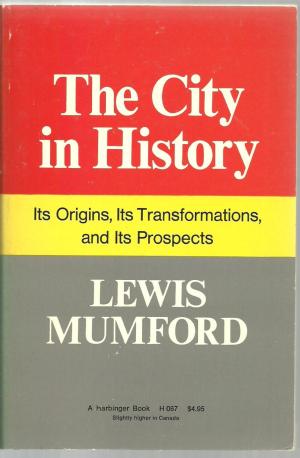 The City
in History
Its Origins, Its Transformations,
and Its Prospects
LEWIS
MUMFORD
A harbinger Book H 067 $4.95
Slightly higher in Canada